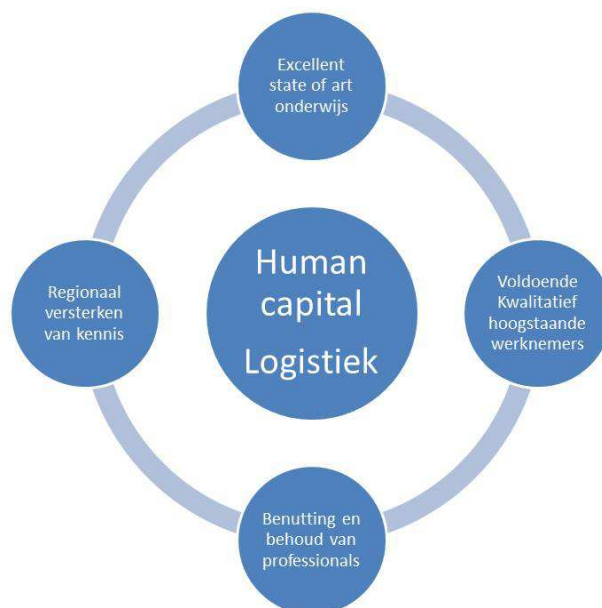 Excellent
state of art
onderwijs
Human
capital
Logistiek
Regionaal
versterken
van kennis
Voldoende
Kwalitatief
hoogstaande
werknemers
Benutting en
behoud van
professionals